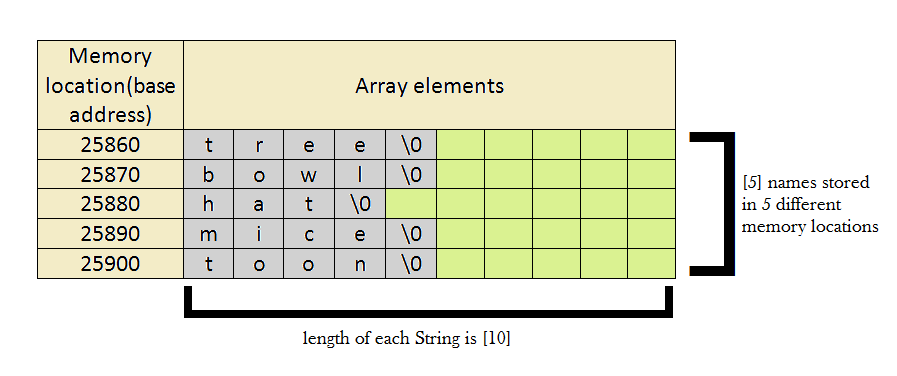 Memory
location(base
address)
Array elements
25860 t r e e \0
25870 b o w l \0
25880 h a t \0
25890 m i c e \0
25900 t o o n \0
[5] names stored
in 5 different
memory locations
length of each String is [10]